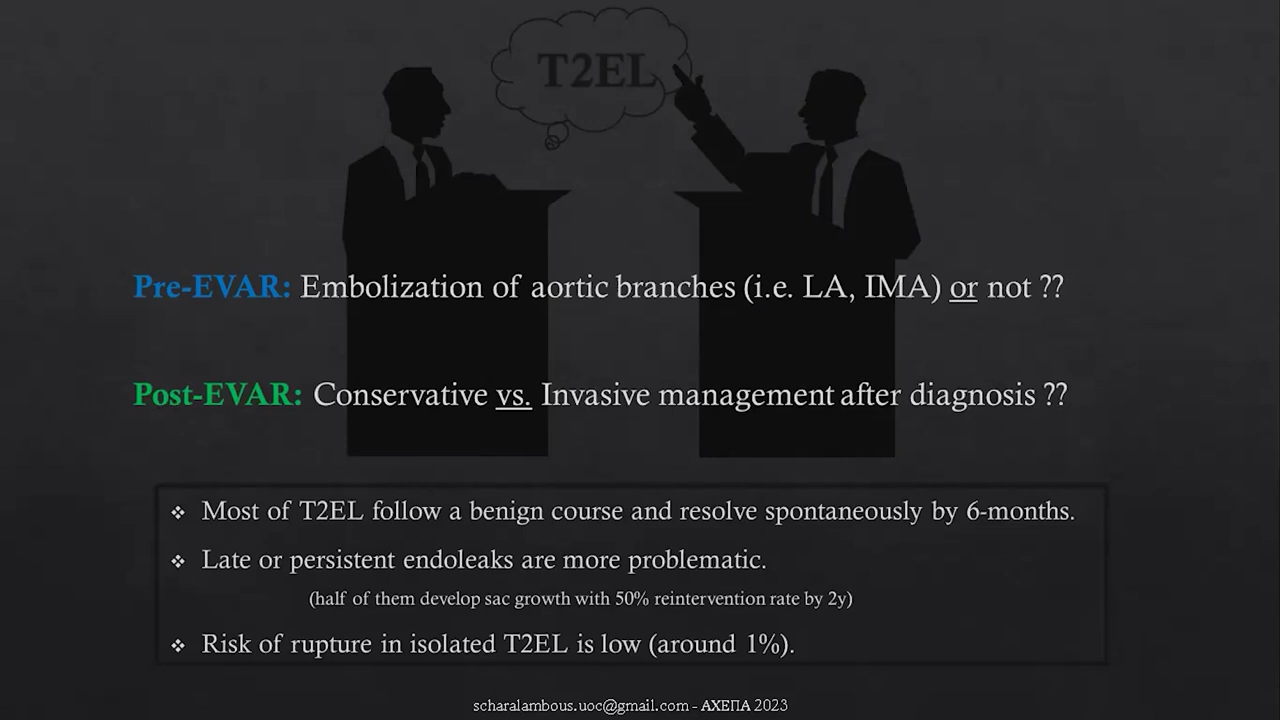 T2EL
Pre-EVAR: Embolization of aortic branches (i.e. LA, IMA) or not ??
Post-EVAR: Conservative vs. Invasive management after diagnosis ??
❖ Most of T2EL follow a benign course and resolve spontaneously by 6-months.
❖ Late or persistent endoleaks are more problematic.
(half of them develop sac growth with 50% reintervention rate by 2y)
❖ Risk of rupture in isolated T2EL is low (around 1%).
scharalambous.uoc@gmail.com - ΑΧΕΠΑ 2023